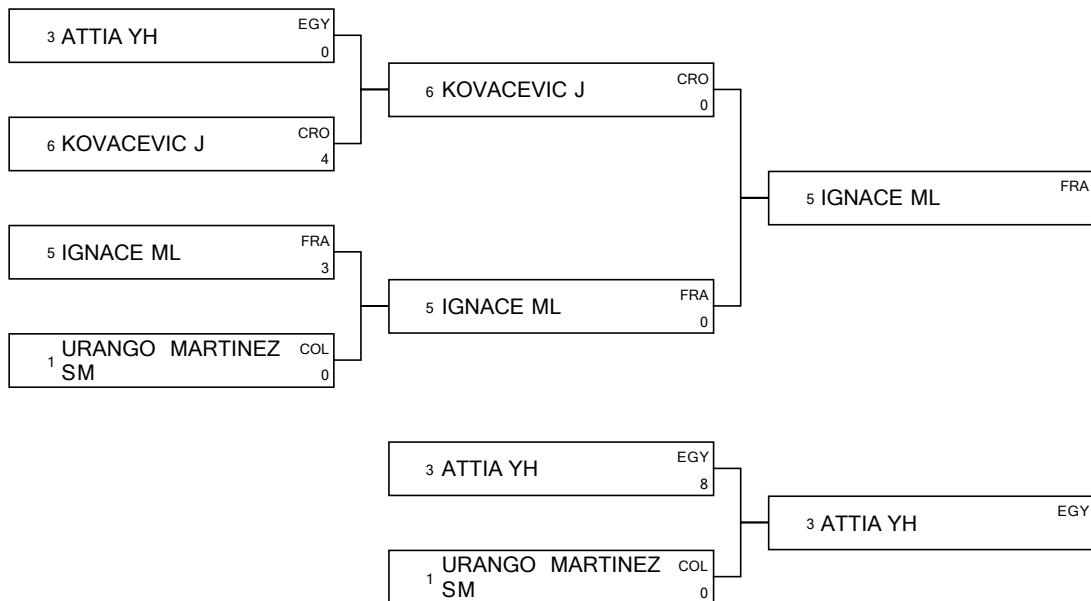 3 ATTIA YH EGY 0
6 KOVACEVIC J CRO 4
5 IGNACE ML FRA 3
1 URANGO MARTINEZ SM COL 0
6 KOVACEVIC J CRO 0
5 IGNACE ML FRA 0
5 IGNACE ML FRA
3 ATTIA YH EGY 8
1 URANGO MARTINEZ SM COL 0
3 ATTIA YH EGY